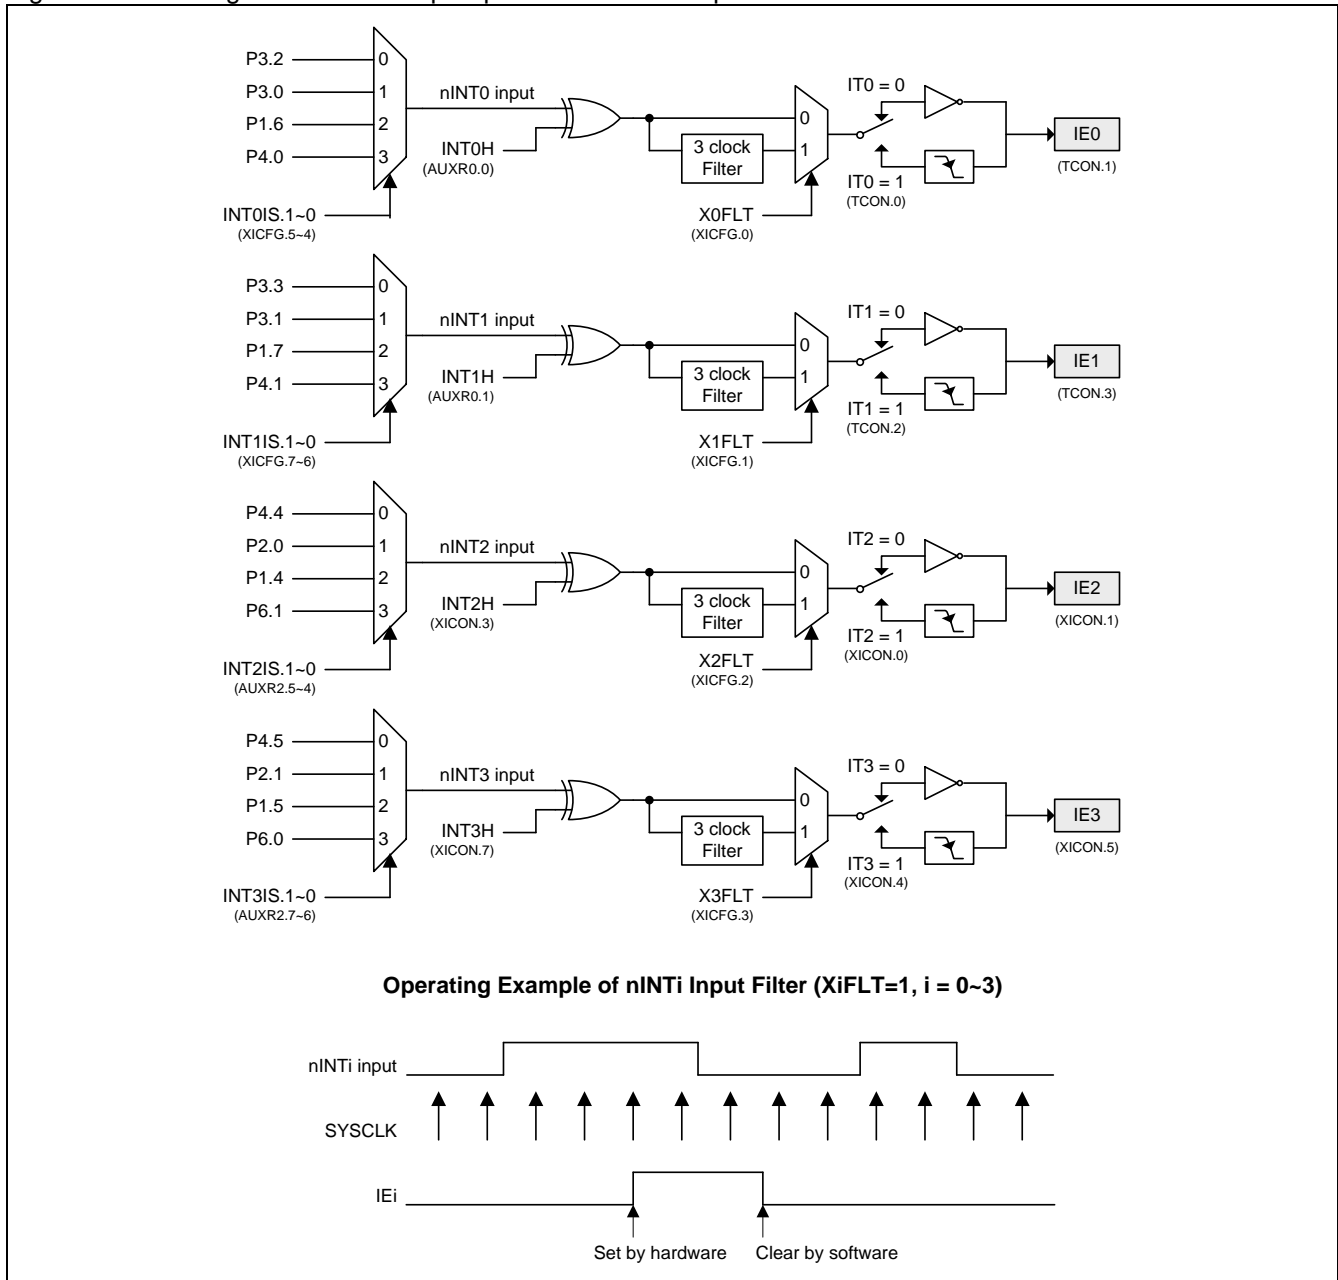 P3.2
0
P3.0
1
P1.6
2
P4.0
3
nINT0 input
INT0H
(AUXR0.0)
INT0IS.1~0
(XICFG.5~4)
3 clock
Filter
0
1
X0FLT
(XICFG.0)
IT0 = 0
IT0 = 1
(TCON.0)
IE0
(TCON.1)
P3.3
0
P3.1
1
P1.7
2
P4.1
3
nINT1 input
INT1H
(AUXR0.1)
INT1IS.1~0
(XICFG.7~6)
3 clock
Filter
0
1
X1FLT
(XICFG.1)
IT1 = 0
IT1 = 1
(TCON.2)
IE1
(TCON.3)
P4.4
0
P2.0
1
P1.4
2
P6.1
3
nINT2 input
INT2H
(XICON.3)
INT2IS.1~0
(AUXR2.5~4)
3 clock
Filter
0
1
X2FLT
(XICFG.2)
IT2 = 0
IT2 = 1
(XICON.0)
IE2
(XICON.1)
P4.5
0
P2.1
1
P1.5
2
P6.0
3
nINT3 input
INT3H
(XICON.7)
INT3IS.1~0
(AUXR2.7~6)
3 clock
Filter
0
1
X3FLT
(XICFG.3)
IT3 = 0
IT3 = 1
(XICON.4)
IE3
(XICON.5)
Operating Example of nINTi Input Filter (XiFLT=1, i = 0~3)
nINTi input
SYSCLK
IEi
Set by hardware
Clear by software